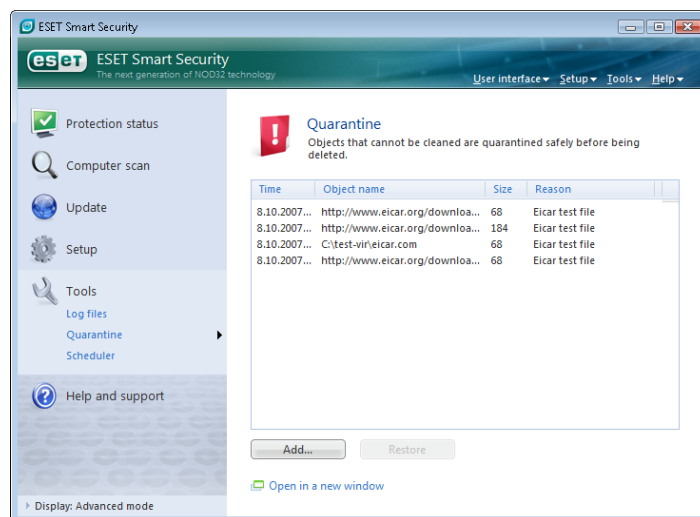 ESET Smart Security
eset
ESET Smart Security
The next generation of NOD32 technology
User interface Setup Tools Help
Protection status
Computer scan
Update
Setup
Tools
Log files
Quarantine
Scheduler
Help and support
Display: Advanced mode
Quarantine
Objects that cannot be cleaned are quarantined safely before being
deleted.
Time Object name Size Reason
8.10.2007... http://www.eicar.org/downloa... 68 Eicar test file
8.10.2007... http://www.eicar.org/downloa... 184 Eicar test file
8.10.2007... C:\test-vir\eicar.com 68 Eicar test file
8.10.2007... http://www.eicar.org/downloa... 68 Eicar test file
Add... Restore
Open in a new window